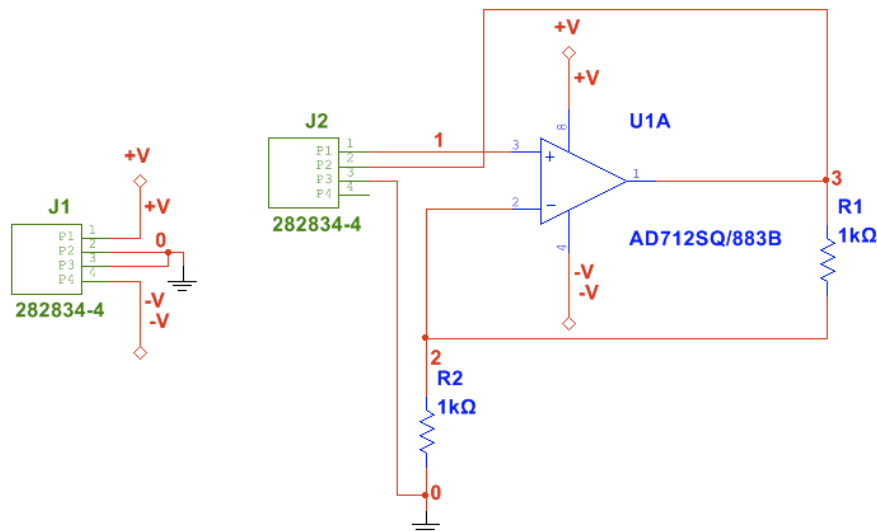 J1
P1 1
P2 2
P3 3
P4 4
282834-4
+V
+V
0
-V
-V
J2
P1 1
P2 2
P3 3
P4 4
282834-4
1
+V
+V
8
U1A
3
+
2
−
1
4
AD712SQ/883B
-V
-V
3
R1
1kΩ
2
R2
1kΩ
0